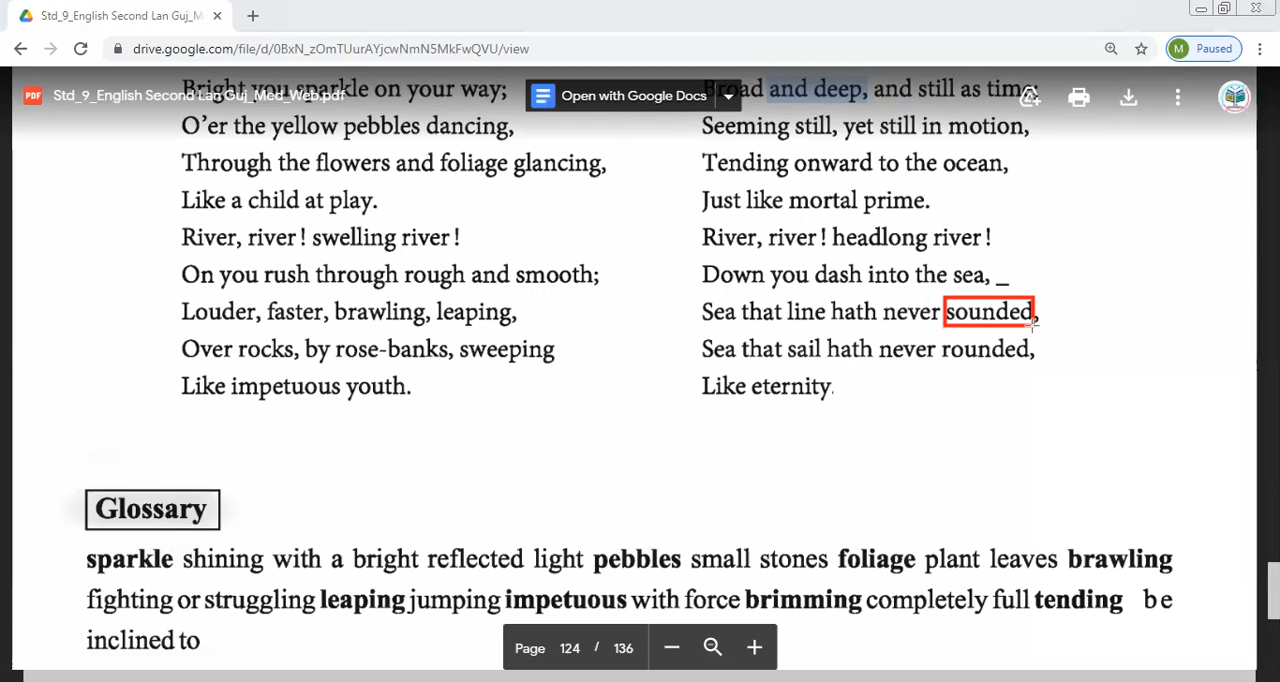 Std_9_English Second Lan Guj_M
drive.google.com/file/d/0BxN_zOmTUurAYjcwNmN5MkFwQVU/view
M Paused
PDF Std_9_English Second Lan Guj_Med_Web.pdf
Open with Google Docs
Bright you sparkle on your way;
O'er the yellow pebbles dancing,
Through the flowers and foliage glancing,
Like a child at play.
River, river ! swelling river !
On you rush through rough and smooth;
Louder, faster, brawling, leaping,
Over rocks, by rose-banks, sweeping
Like impetuous youth.
Broad and deep, and still as time;
Seeming still, yet still in motion,
Tending onward to the ocean,
Just like mortal prime.
River, river ! headlong river !
Down you dash into the sea, _
Sea that line hath never sounded,
Sea that sail hath never rounded,
Like eternity.
Glossary
sparkle shining with a bright reflected light pebbles small stones foliage plant leaves brawling
fighting or struggling leaping jumping impetuous with force brimming completely full tending be
inclined to
Page 124 / 136